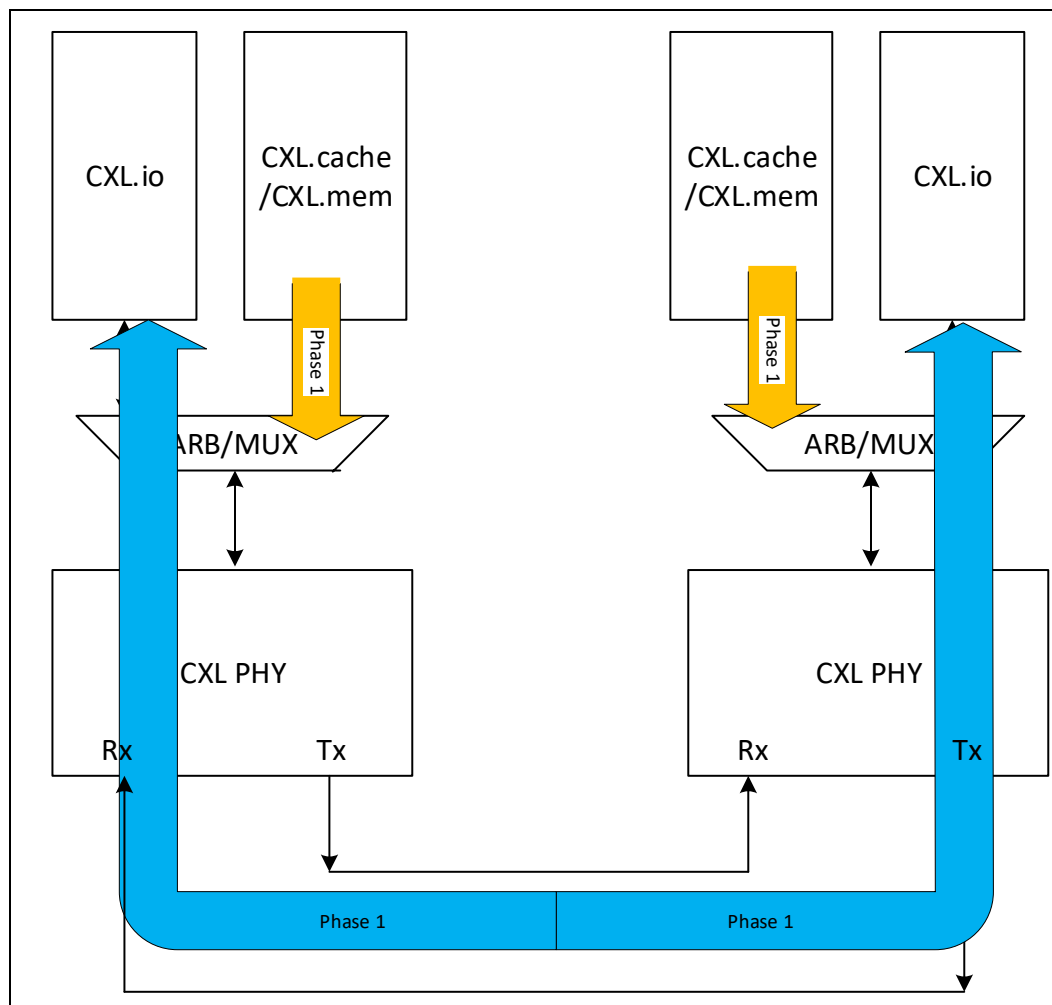 CXL.io
CXL.cache
/CXL.mem
CXL.cache
/CXL.mem
CXL.io
Phase 1
Phase 1
ARB/MUX
ARB/MUX
CXL PHY
CXL PHY
Rx
Tx
Rx
Tx
Phase 1
Phase 1